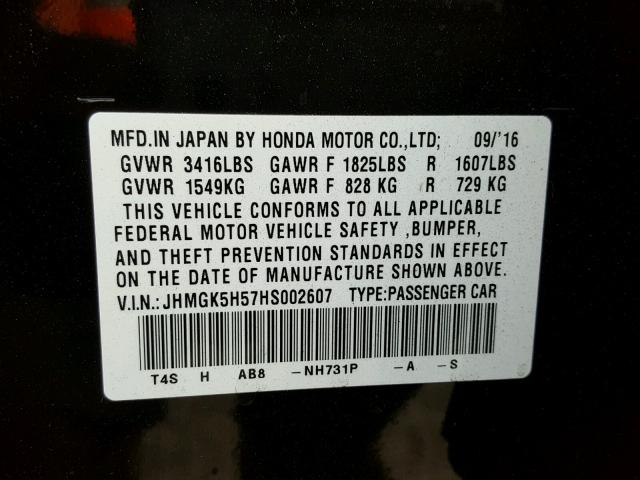 MFD.IN JAPAN BY HONDA MOTOR CO.,LTD; 09/'16
GVWR 3416LBS GAWR F 1825LBS R 1607LBS
GVWR 1549KG GAWR F 828 KG R 729 KG
THIS VEHICLE CONFORMS TO ALL APPLICABLE
FEDERAL MOTOR VEHICLE SAFETY ,BUMPER,
AND THEFT PREVENTION STANDARDS IN EFFECT
ON THE DATE OF MANUFACTURE SHOWN ABOVE.
V.I.N.:JHMGK5H57HS002607 TYPE:PASSENGER CAR
T4S H AB8 -NH731P -A -S